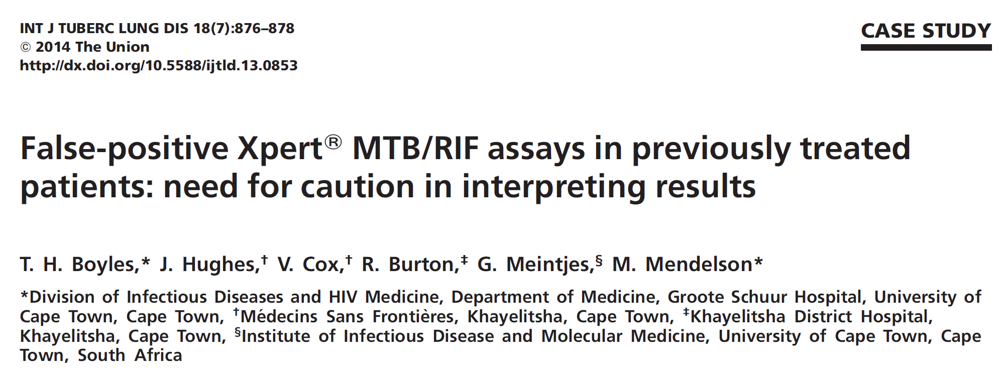 INT J TUBERC LUNG DIS 18(7):876–878
© 2014 The Union
http://dx.doi.org/10.5588/ijtld.13.0853
CASE STUDY
False-positive Xpert® MTB/RIF assays in previously treated
patients: need for caution in interpreting results
T. H. Boyles,* J. Hughes,† V. Cox,† R. Burton,‡ G. Meintjes,§ M. Mendelson*
*Division of Infectious Diseases and HIV Medicine, Department of Medicine, Groote Schuur Hospital, University of
Cape Town, Cape Town, †Médecins Sans Frontières, Khayelitsha, Cape Town, ‡Khayelitsha District Hospital,
Khayelitsha, Cape Town, §Institute of Infectious Disease and Molecular Medicine, University of Cape Town, Cape
Town, South Africa